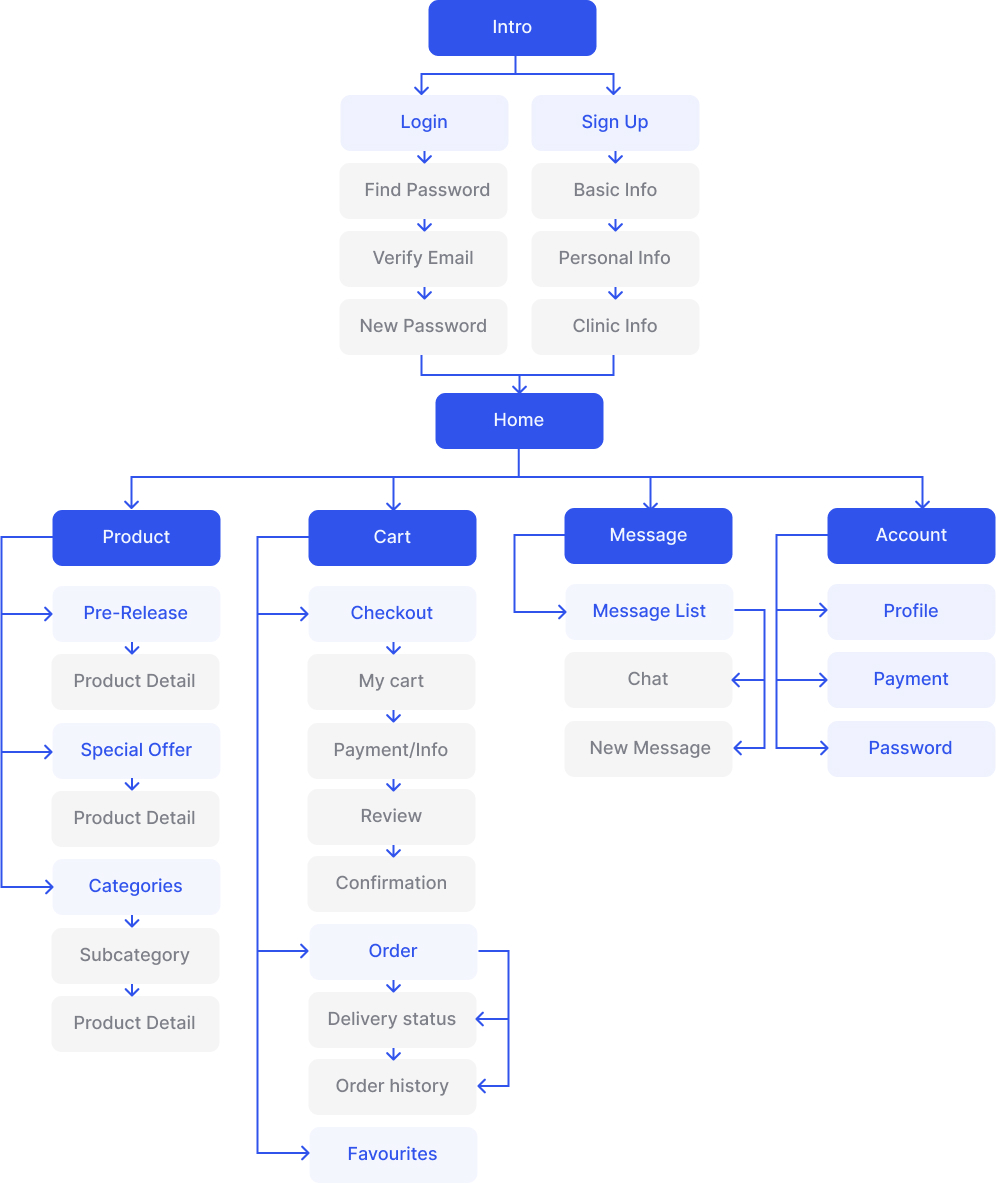 Intro
Login
Sign Up
Find Password
Basic Info
Verify Email
Personal Info
New Password
Clinic Info
Home
Product
Cart
Message
Account
Pre-Release
Checkout
Message List
Profile
Product Detail
My cart
Chat
Payment
Special Offer
Payment/Info
New Message
Password
Product Detail
Review
Categories
Confirmation
Subcategory
Order
Product Detail
Delivery status
Order history
Favourites